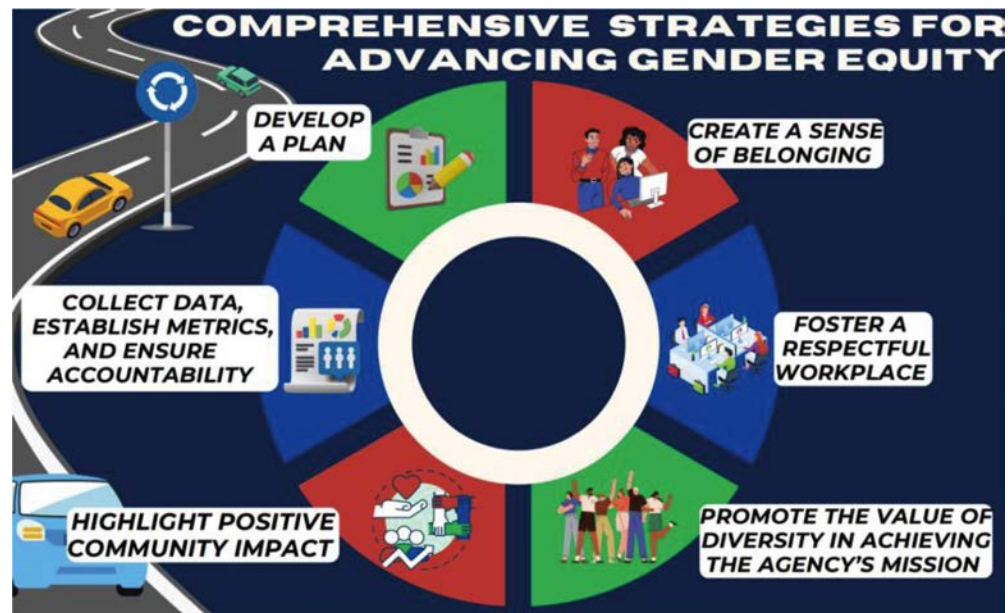 COMPREHENSIVE STRATEGIES FOR
ADVANCING GENDER EQUITY
DEVELOP
A PLAN
CREATE A SENSE
OF BELONGING
COLLECT DATA,
ESTABLISH METRICS,
AND ENSURE
ACCOUNTABILITY
FOSTER A
RESPECTFUL
WORKPLACE
HIGHLIGHT POSITIVE
COMMUNITY IMPACT
PROMOTE THE VALUE OF
DIVERSITY IN ACHIEVING
THE AGENCY'S MISSION